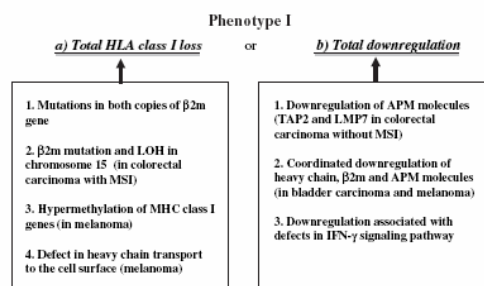 Phenotype I
a) Total HLA class I loss or b) Total downregulation
1. Mutations in both copies of β2m
gene
2. β2m mutation and LOH in
chromosome 15 (in colorectal
carcinoma with MSI)
3. Hypermethylation of MHC class I
genes (in melanoma)
4. Defect in heavy chain transport
to the cell surface (melanoma)
1. Downregulation of APM molecules
(TAP2 and LMP7 in colorectal
carcinoma without MSI)
2. Coordinated downregulation of
heavy chain, β2m and APM molecules
(in bladder carcinoma and melanoma)
3. Downregulation associated with
defects in IFN-γ signaling pathway